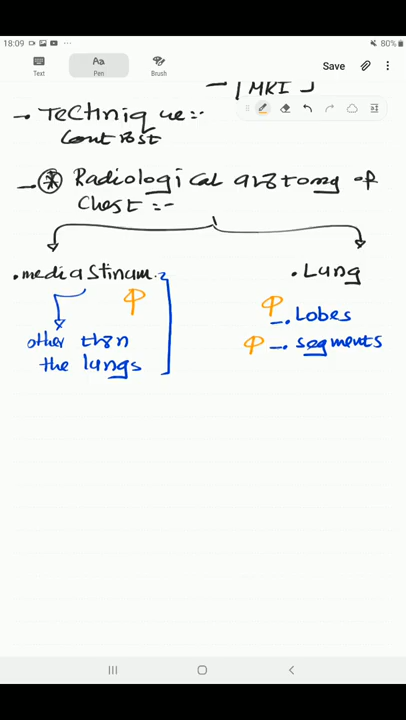 18:09 80%
Text Pen Brush Save
(MRI)
→ Technique :-
Contrast
→ * Radiological anatomy of
Chest :-
.mediastinum. .Lung
φ φ
other than -. Lobes
the lungs φ -. segments